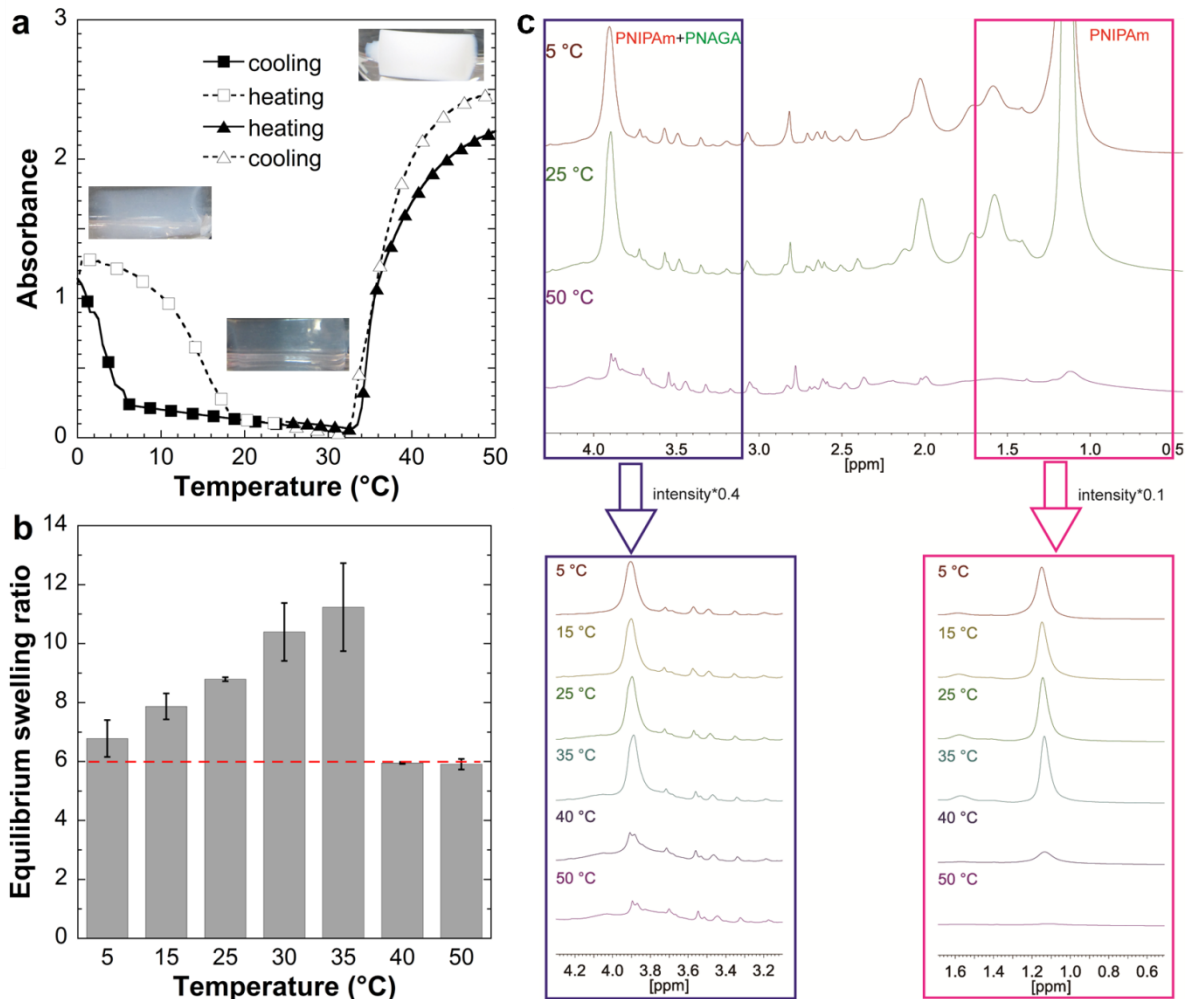 a
3
2
1
0
Absorbance
cooling
heating
heating
cooling
0 10 20 30 40 50
Temperature (°C)
b
14
12
10
8
6
4
2
0
Equilibrium swelling ratio
5 15 25 30 35 40 50
Temperature (°C)
c
PNIPAm+PNAGA
PNIPAm
5 °C
25 °C
50 °C
4.0 3.5 3.0 2.5 2.0 1.5 1.0 0.5
[ppm]
intensity*0.4
intensity*0.1
5 °C
15 °C
25 °C
35 °C
40 °C
50 °C
4.2 4.0 3.8 3.6 3.4 3.2
[ppm]
5 °C
15 °C
25 °C
35 °C
40 °C
50 °C
1.6 1.4 1.2 1.0 0.8 0.6
[ppm]